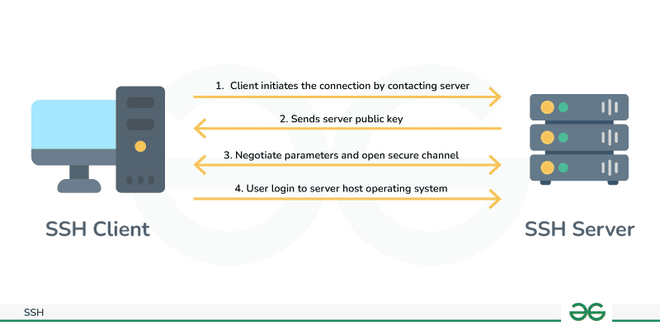 1. Client initiates the connection by contacting server
2. Sends server public key
3. Negotiate parameters and open secure channel
4. User login to server host operating system
SSH Client
SSH Server
SSH